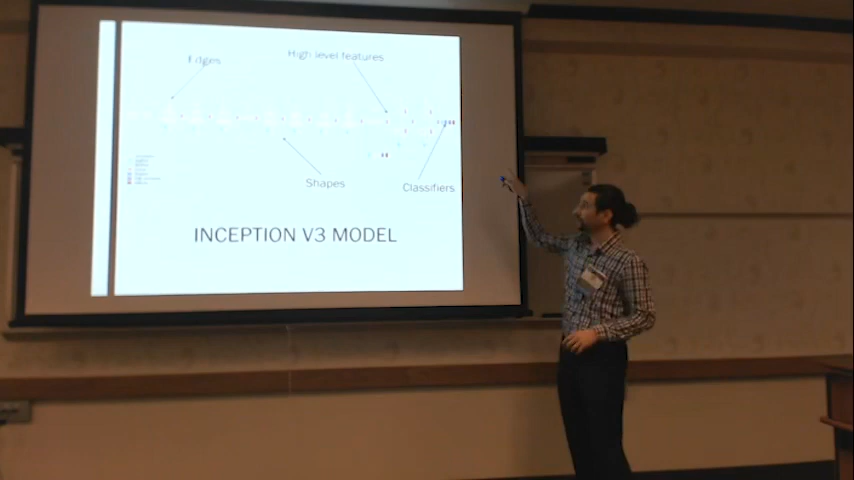 Edges
High level features
Shapes
Classifiers
INCEPTION V3 MODEL